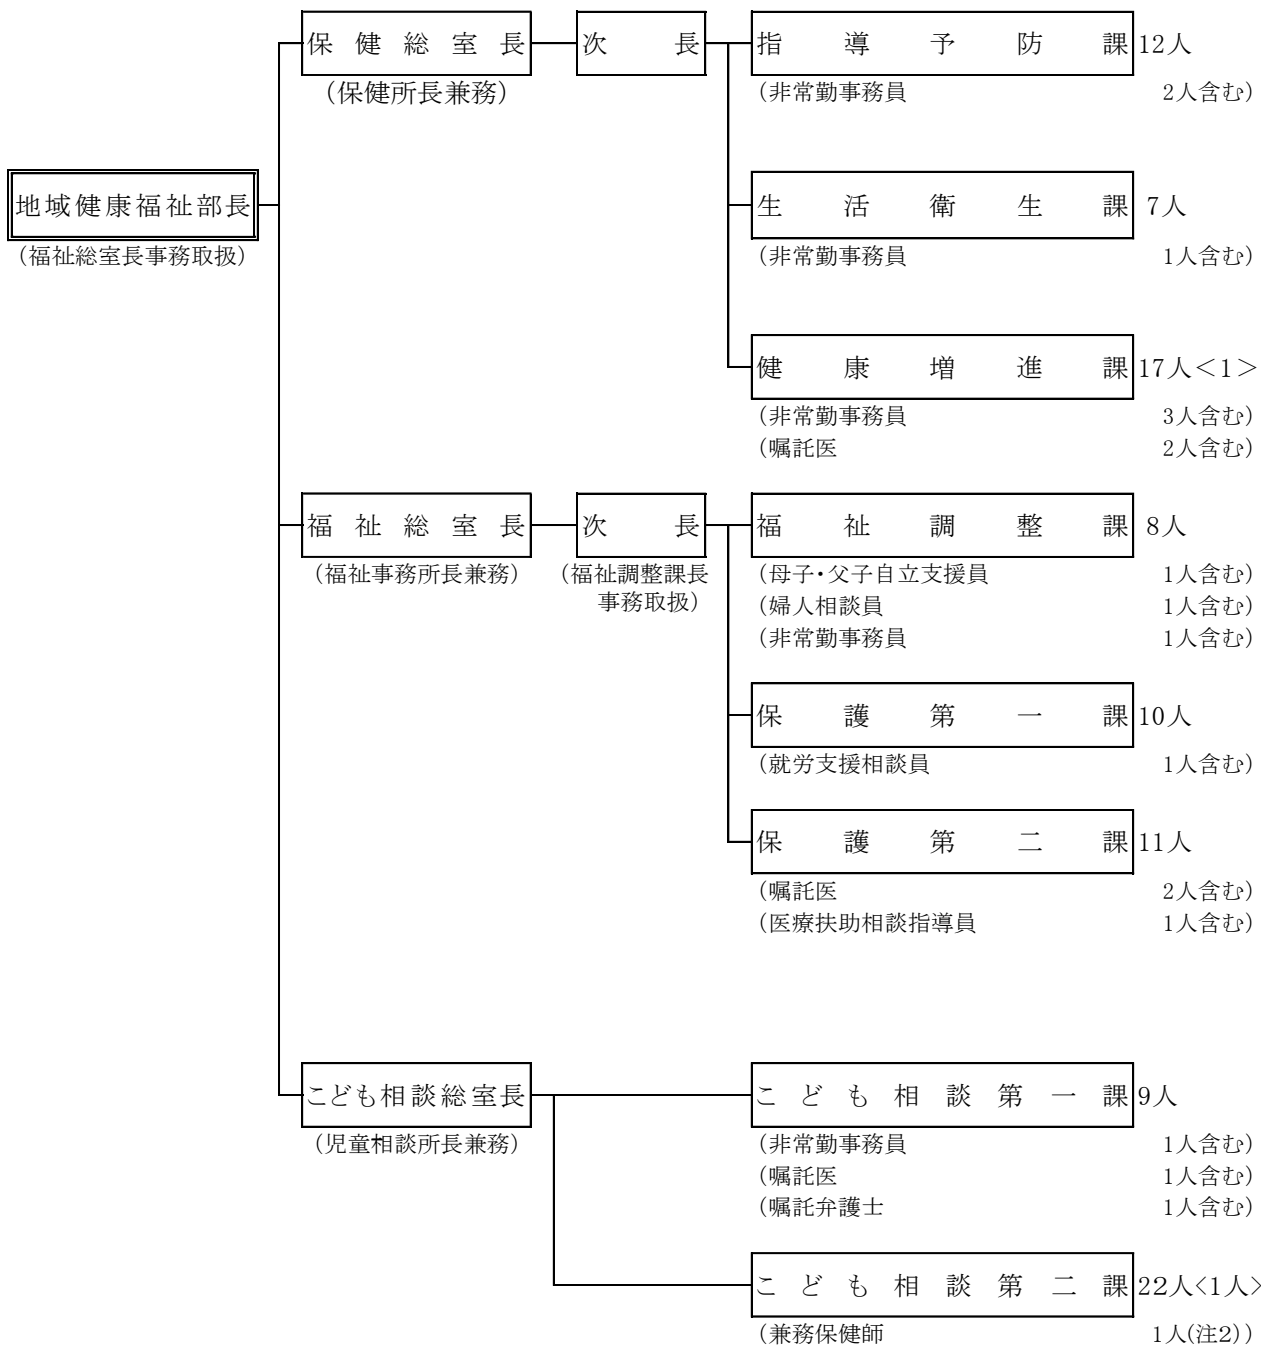 保健総室長 次長 指導予防課 12人
（保健所長兼務） （非常勤事務員 2人含む）
地域健康福祉部長 生活衛生課 7人
（福祉総室長事務取扱） （非常勤事務員 1人含む）
健康増進課 17人＜1＞
（非常勤事務員 3人含む）
（嘱託医 2人含む）
福祉総室長 次長 福祉調整課 8人
（福祉事務所長兼務） （福祉調整課長 （母子・父子自立支援員 1人含む）
事務取扱） （婦人相談員 1人含む）
（非常勤事務員 1人含む）
保護第一課 10人
（就労支援相談員 1人含む）
保護第二課 11人
（嘱託医 2人含む）
（医療扶助相談指導員 1人含む）
こども相談総室長 こども相談第一課 9人
（児童相談所長兼務） （非常勤事務員 1人含む）
（嘱託医 1人含む）
（嘱託弁護士 1人含む）
こども相談第二課 22人<1人>
（兼務保健師 1人(注2)）